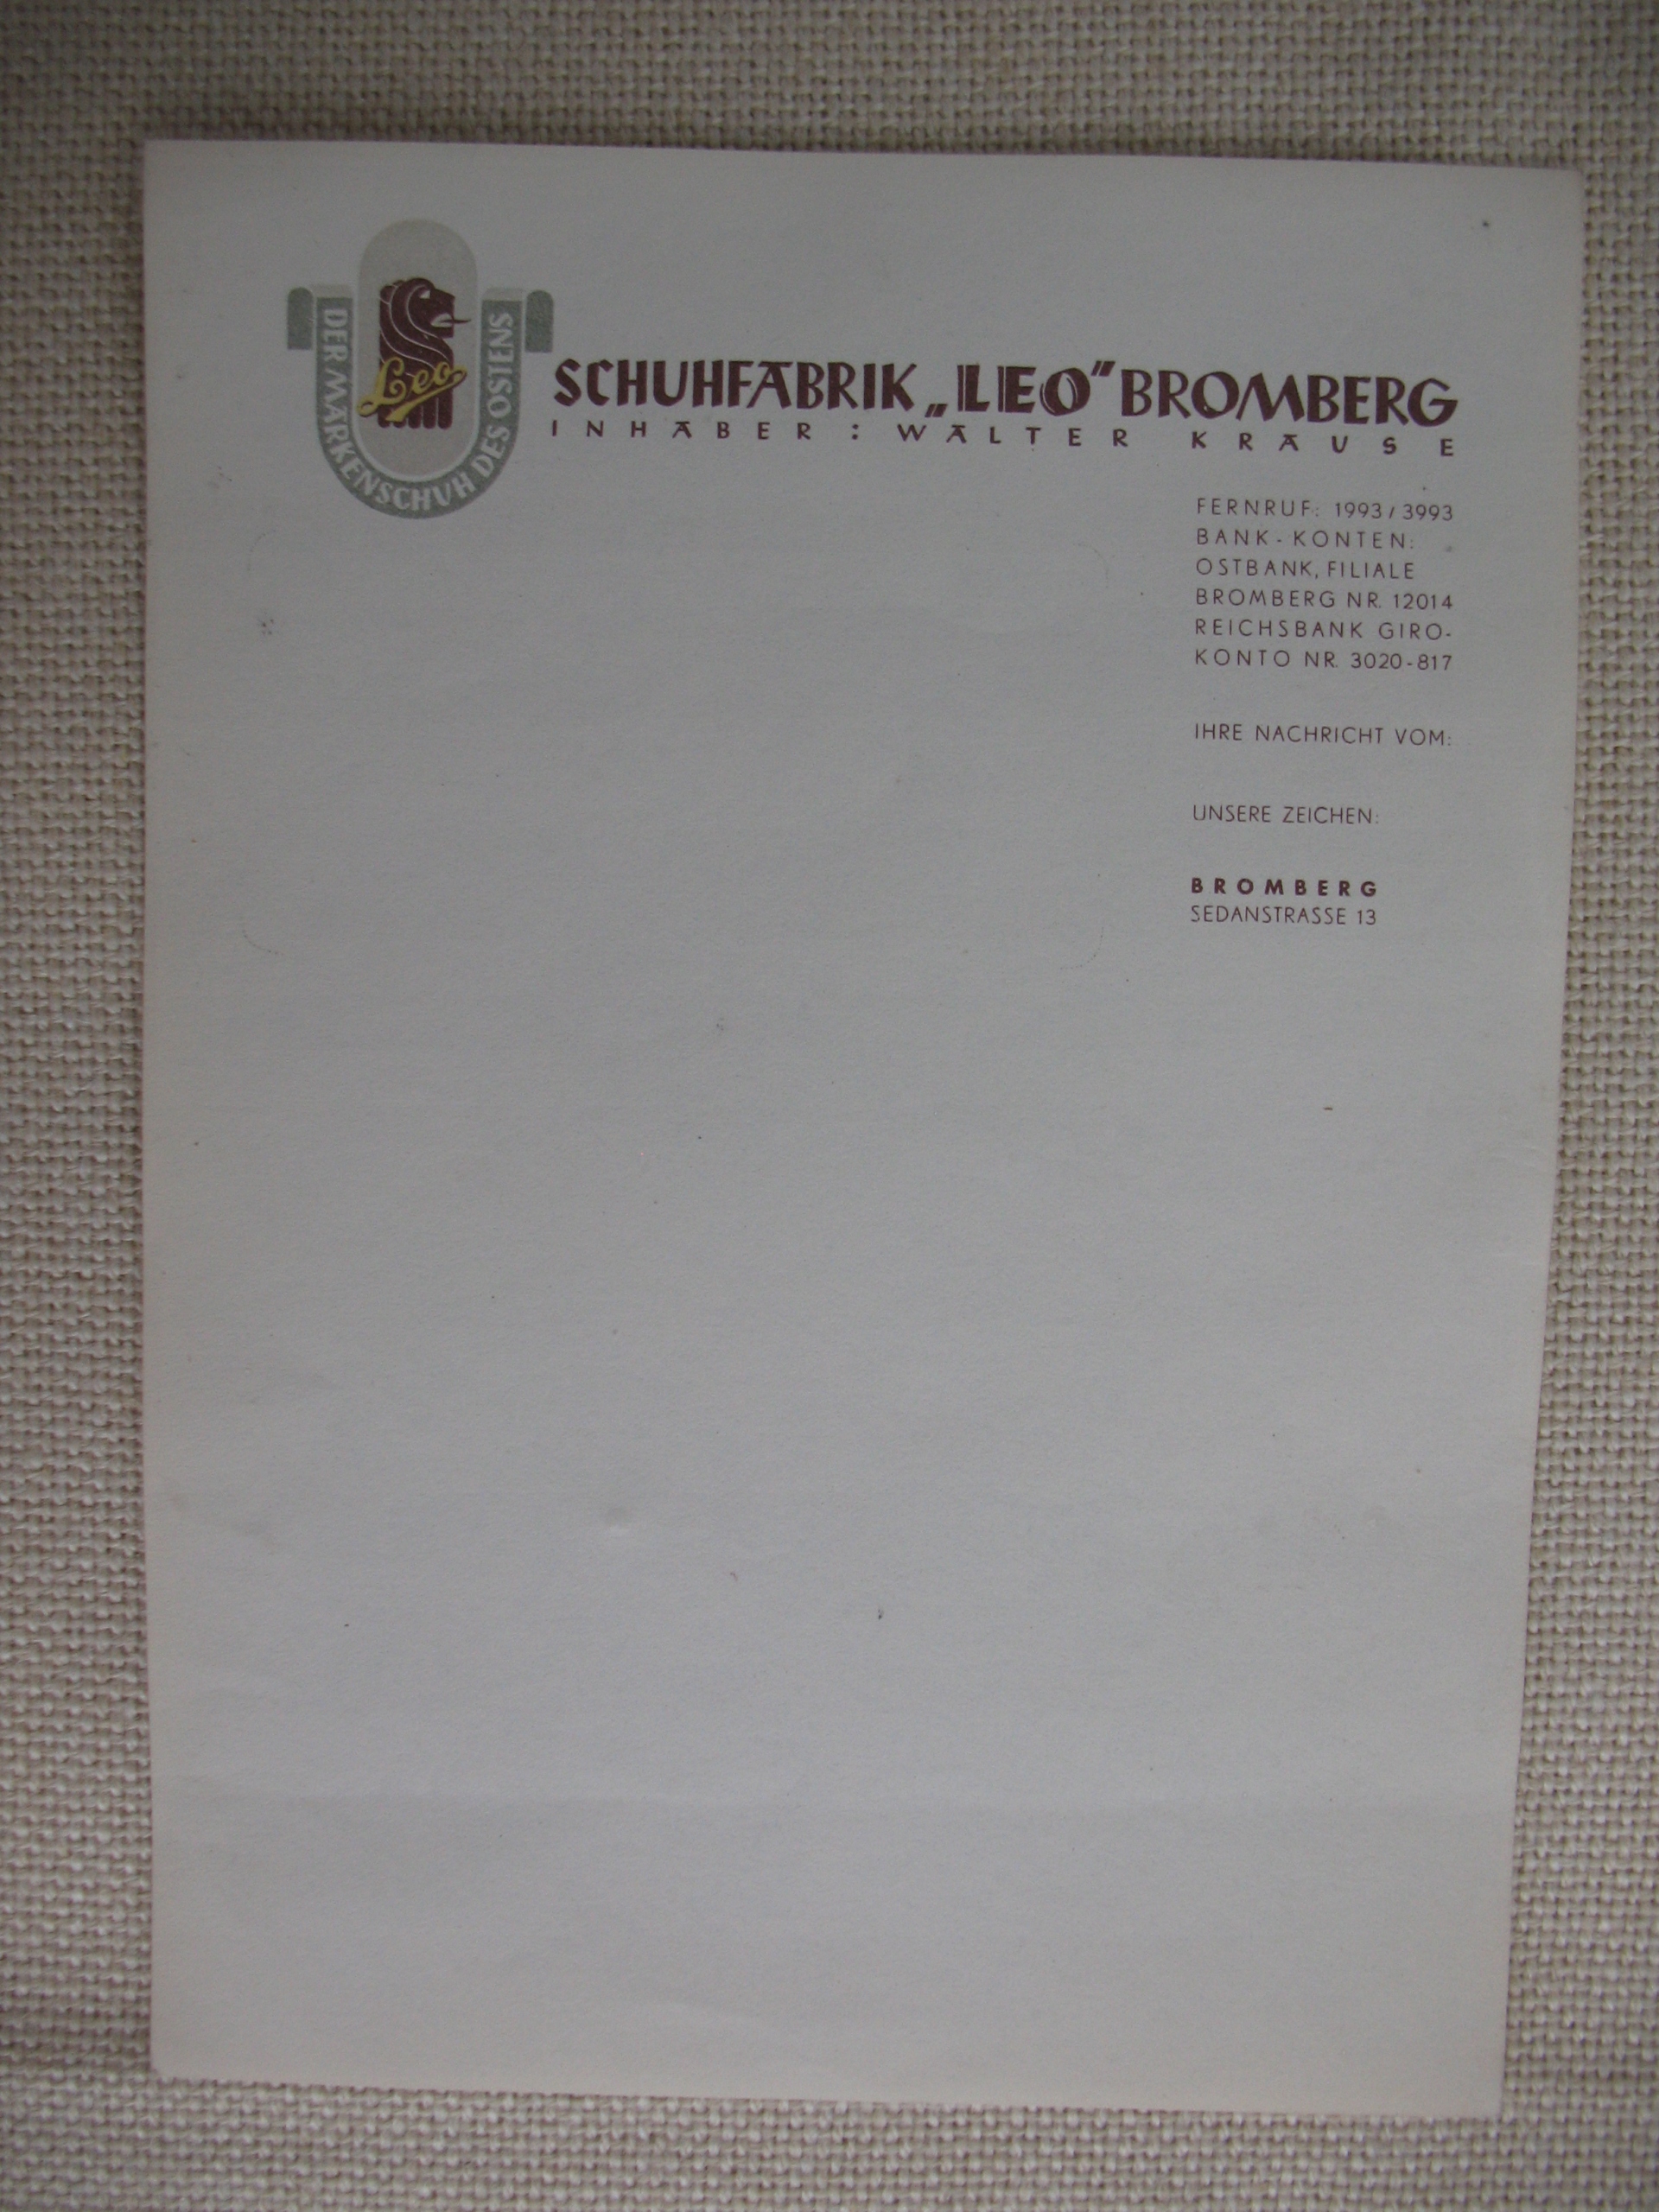 DER MARKENSCHUH DES OSTENS
Leo
SCHUHFABRIK „LEO" BROMBERG
INHABER: WALTER KRAUSE
FERNRUF: 1993/3993
BANK-KONTEN:
OSTBANK, FILIALE
BROMBERG NR. 12014
REICHSBANK GIRO-
KONTO NR. 3020-817
IHRE NACHRICHT VOM:
UNSERE ZEICHEN:
BROMBERG
SEDANSTRASSE 13